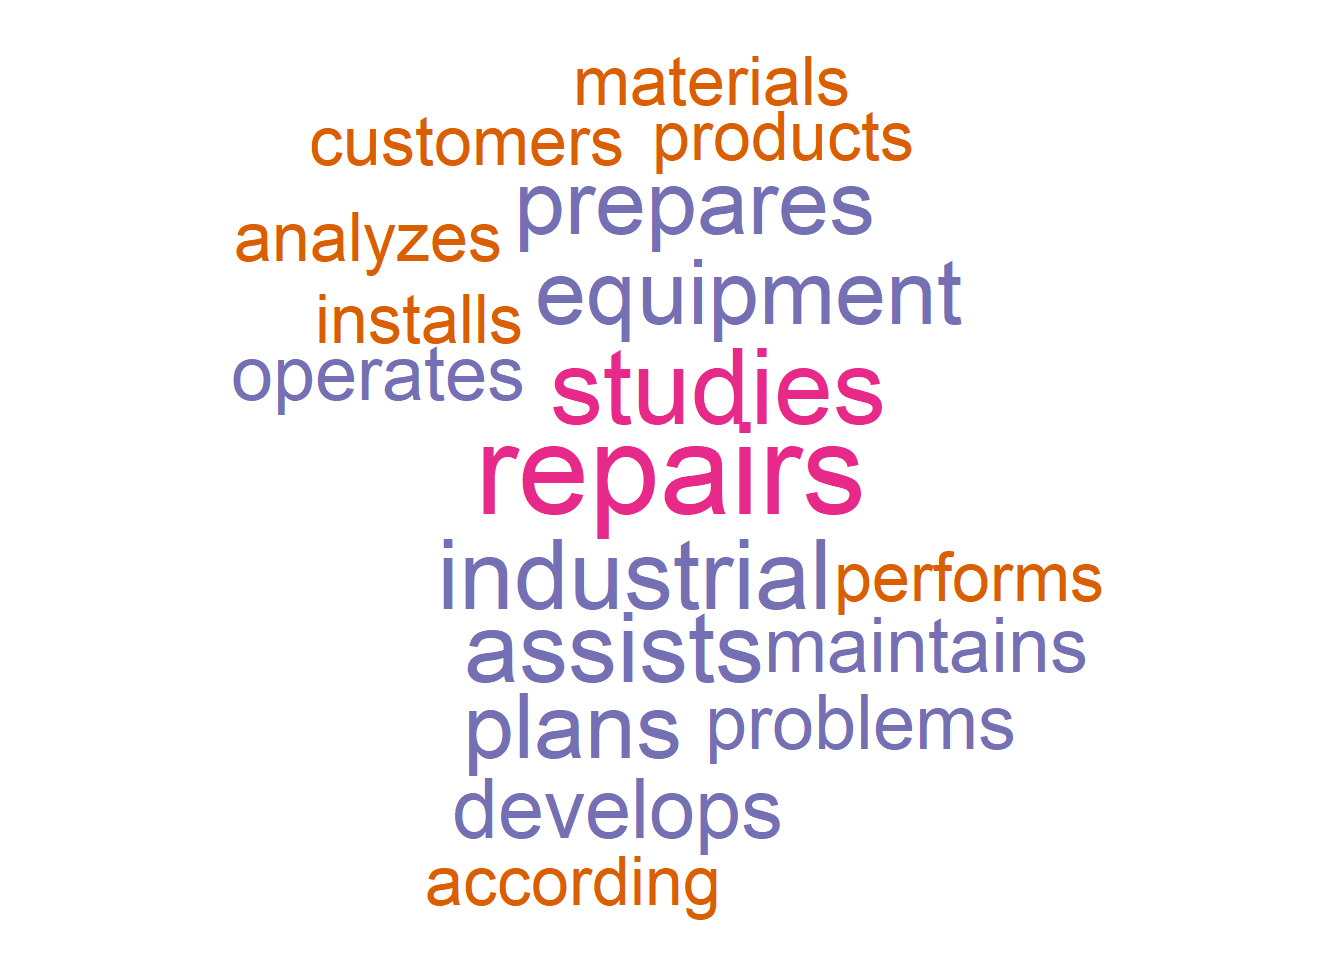 materials
customers products
prepares
analyzes
equipment
installs
operates
studies
repairs
industrial performs
assists maintains
plans problems
develops
according